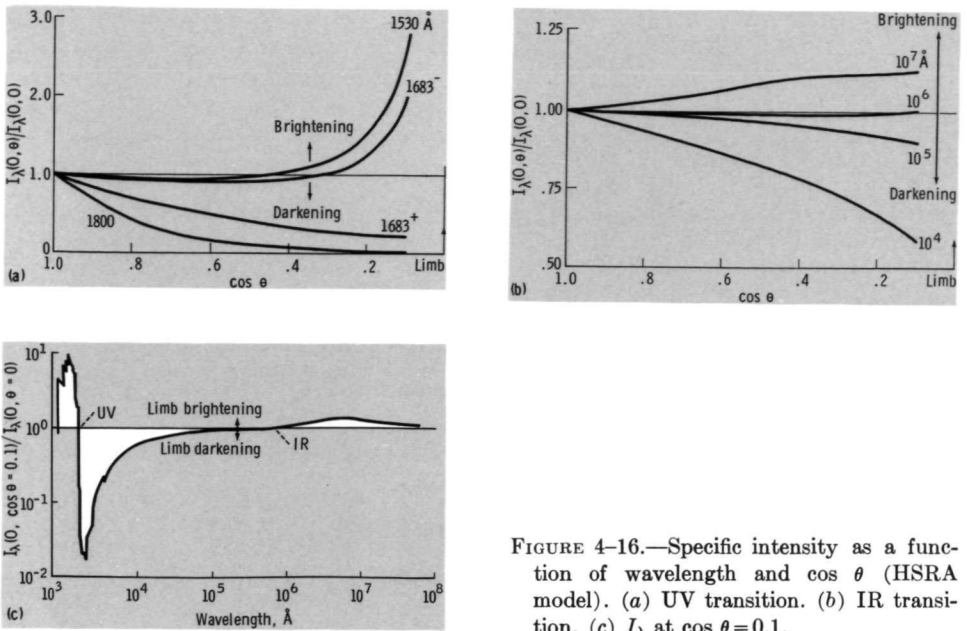 3.0
2.0
1.0
0
I_λ(0,θ)/I_λ(0,0)
1530 Å
1683⁻
Brightening
Darkening
1800
1683⁺
(a)
1.0 .8 .6 .4 .2 Limb
cos θ
1.25
1.00
.75
.50
I_λ(0,θ)/I_λ(0,0)
Brightening
10⁷ Å
10⁶
10⁵
Darkening
10⁴
(b)
1.0 .8 .6 .4 .2 Limb
cos θ
10¹
10⁰
10⁻¹
10⁻²
I_λ(0, cos θ = 0.1)/ I_λ(0, θ = 0)
UV
Limb brightening
Limb darkening
IR
(c)
10³ 10⁴ 10⁵ 10⁶ 10⁷ 10⁸
Wavelength, Å
FIGURE 4–16.—Specific intensity as a func-
tion of wavelength and cos θ (HSRA
model). (a) UV transition. (b) IR transi-
tion. (c) I_λ at cos θ=0.1.